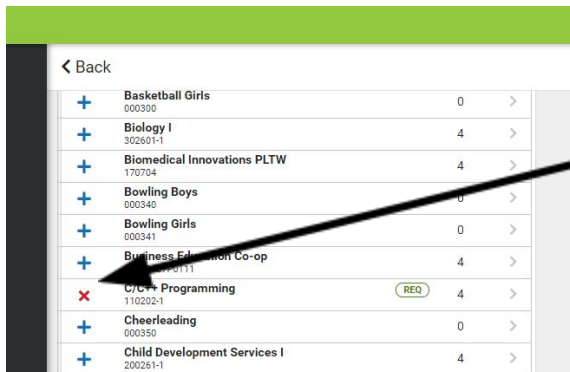 Back
Basketball Girls 0
000300
Biology I 4
302601-1
Biomedical Innovations PLTW 4
170704
Bowling Boys 0
000340
Bowling Girls 0
000341
Business Education Co-op 4
0111
C/C++ Programming REQ 4
110202-1
Cheerleading 0
000350
Child Development Services I 4
200261-1